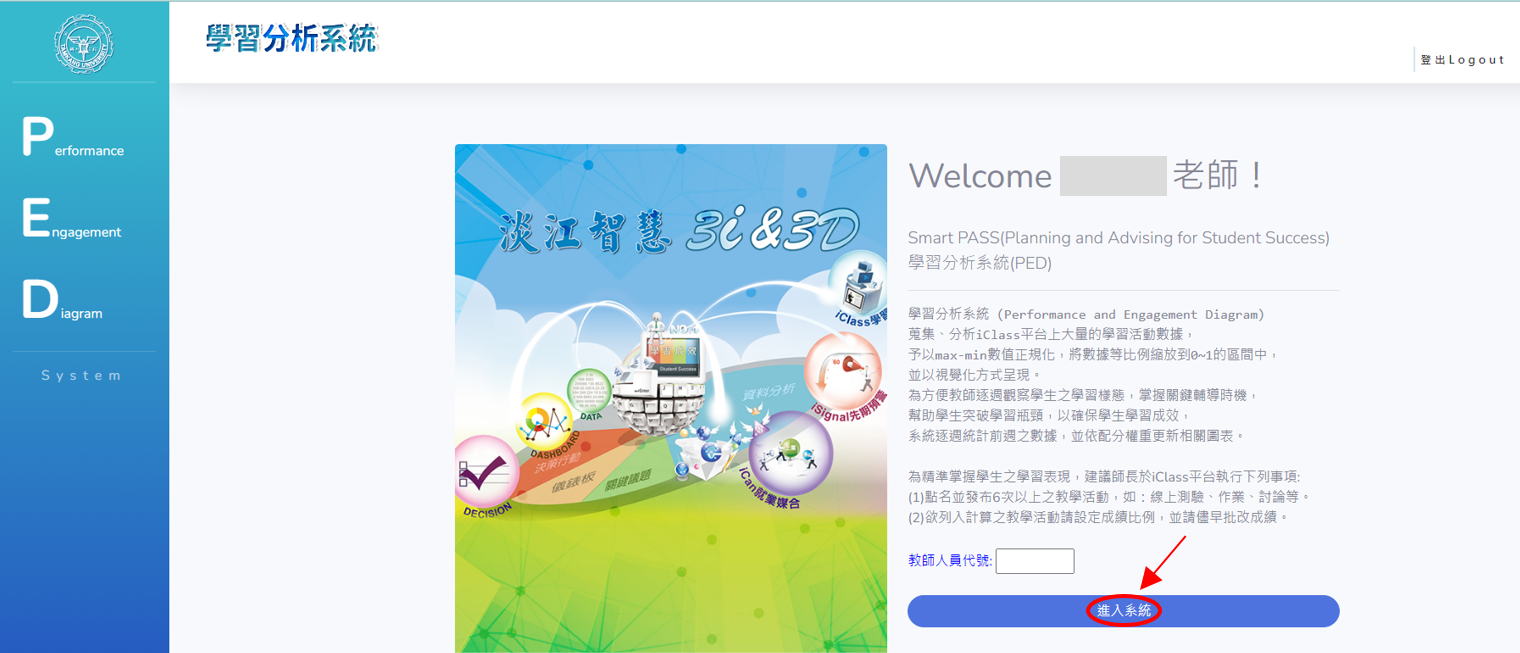 TAMKANG UNIVERSITY
Performance
Engagement
Diagram
System
學習分析系統
登出Logout
淡江智慧 3i&3D
iClass學習
NO.1
學習成效
Student Success
資料分析
iSignal先期預警
DATA
DASHBOARD
決策行動
儀錶板
關鍵議題
iCan就業媒合
DECISION
Welcome 老師！
Smart PASS(Planning and Advising for Student Success)
學習分析系統(PED)
學習分析系統 (Performance and Engagement Diagram)
蒐集、分析iClass平台上大量的學習活動數據，
予以max-min數值正規化，將數據等比例縮放到0~1的區間中，
並以視覺化方式呈現。
為方便教師逐週觀察學生之學習樣態，掌握關鍵輔導時機，
幫助學生突破學習瓶頸，以確保學生學習成效，
系統逐週統計前週之數據，並依配分權重更新相關圖表。
為精準掌握學生之學習表現，建議師長於iClass平台執行下列事項:
(1)點名並發布6次以上之教學活動，如：線上測驗、作業、討論等。
(2)欲列入計算之教學活動請設定成績比例，並請儘早批改成績。
教師人員代號:
進入系統